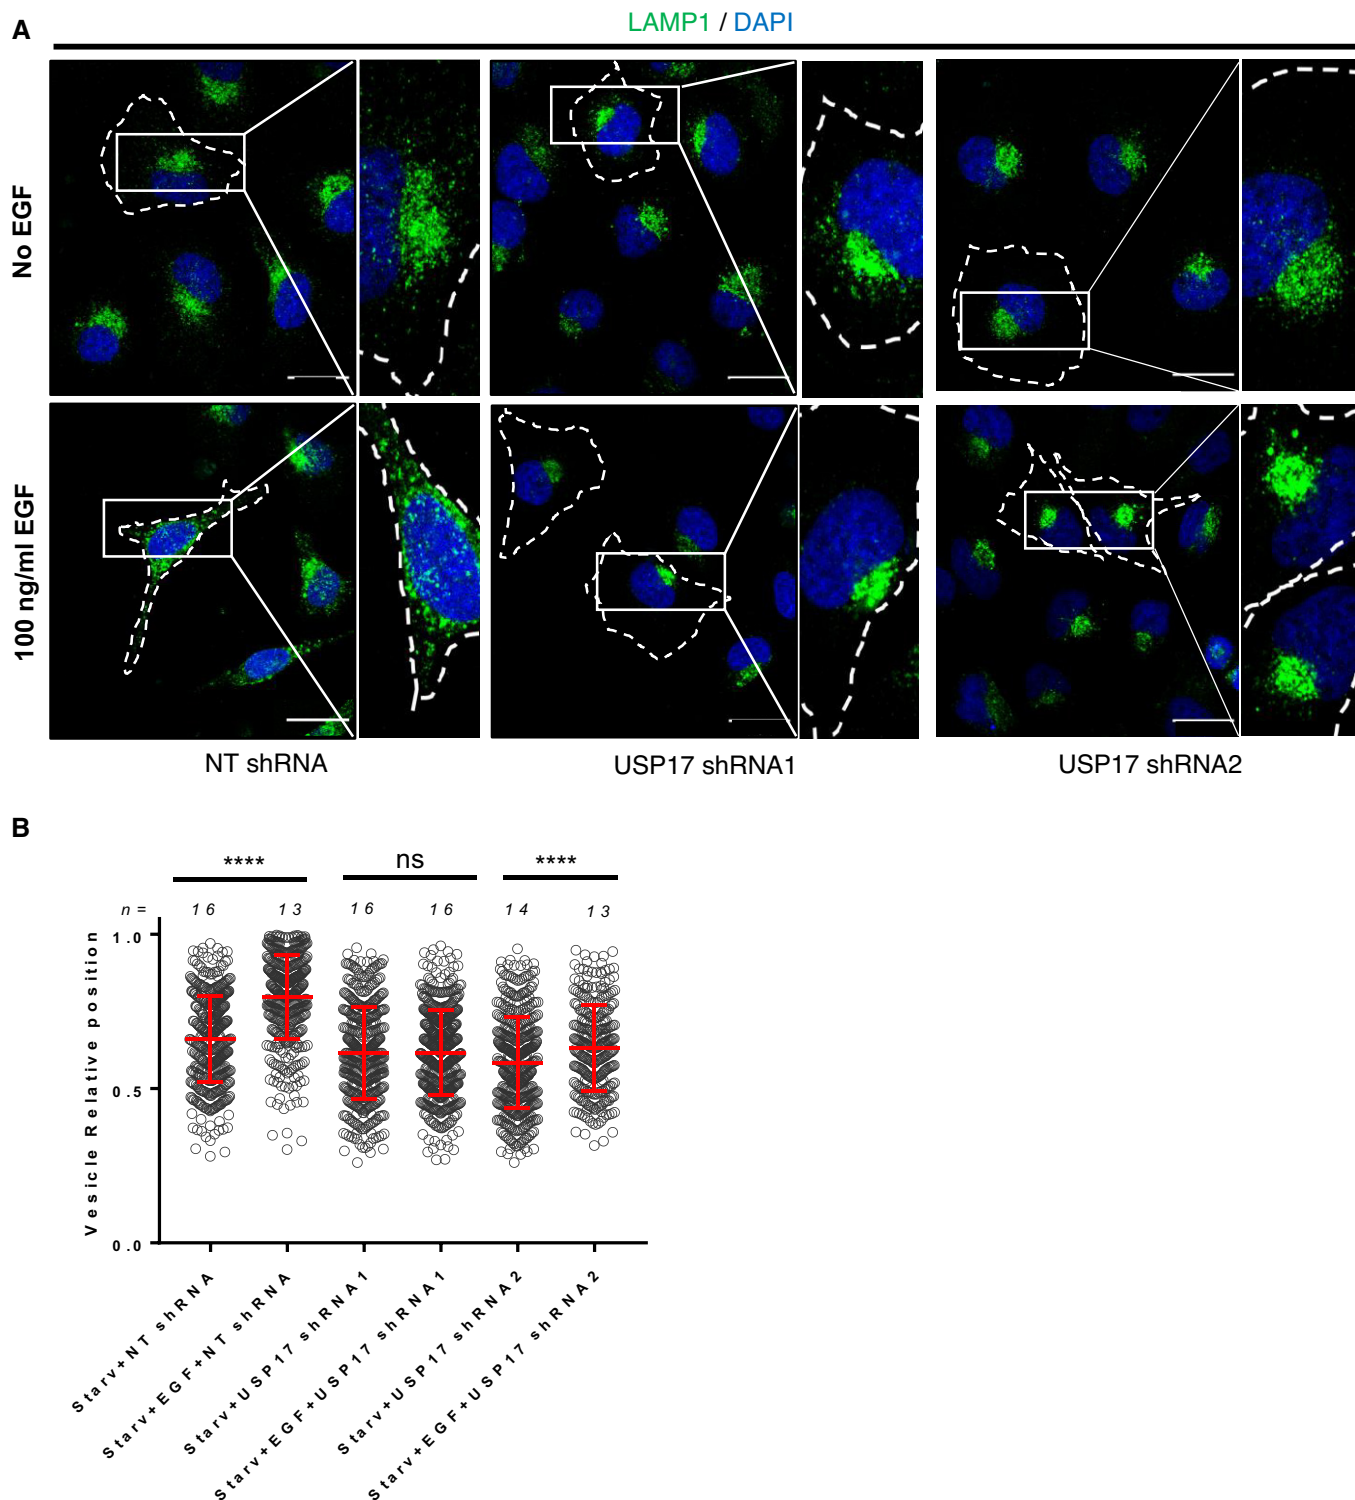 A
LAMP1 / DAPI
No EGF
100 ng/ml EGF
NT shRNA
USP17 shRNA1
USP17 shRNA2
B
**** ns ****
n = 16 13 16 16 14 13
Vesicle Relative position
1.0
0.5
0.0
Starv+NT shRNA
Starv+EGF+NT shRNA
Starv+USP17 shRNA1
Starv+EGF+USP17 shRNA1
Starv+USP17 shRNA2
Starv+EGF+USP17 shRNA2